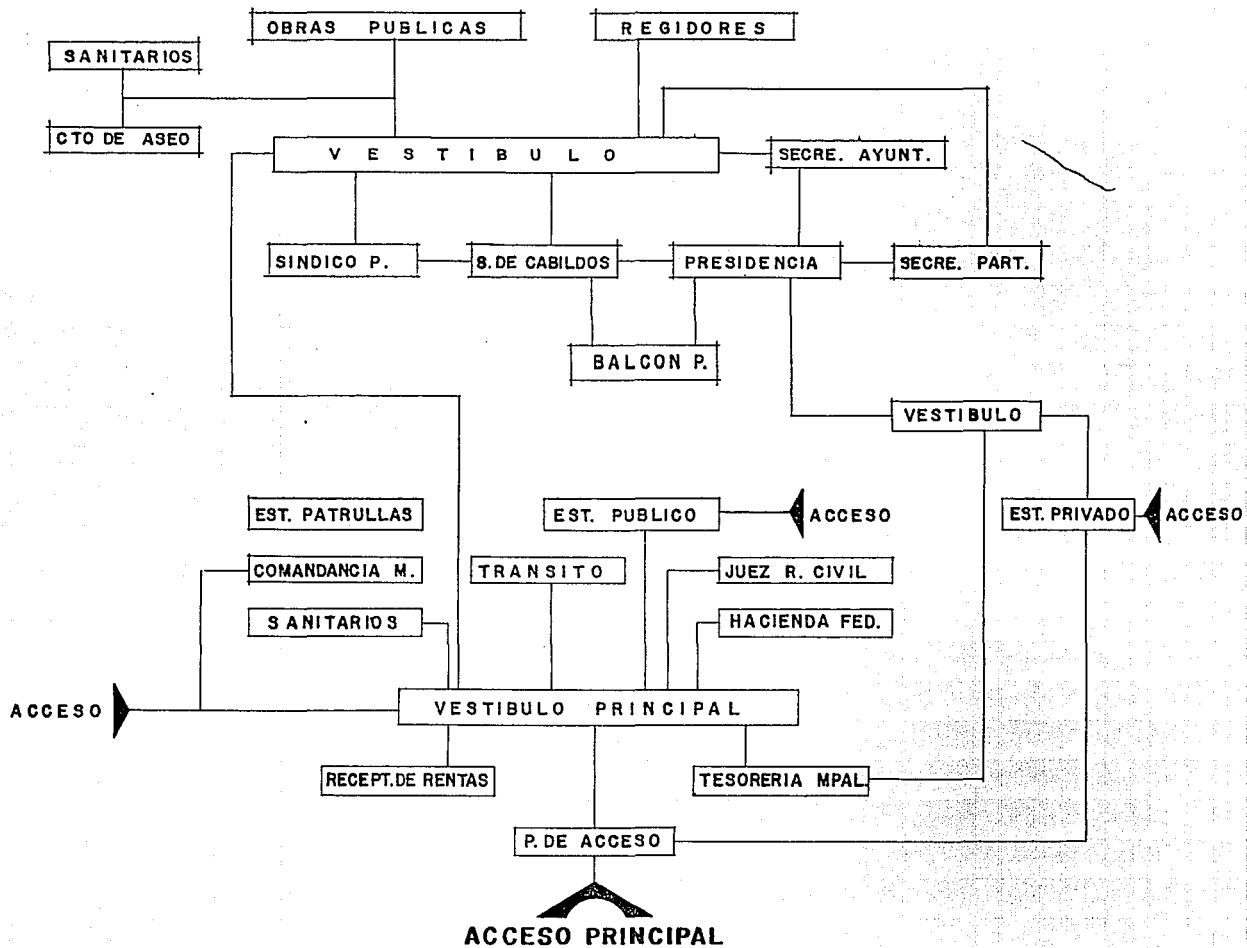 OBRAS PUBLICAS
REGIDORES
SANITARIOS
CTO DE ASEO
VESTIBULO
SECRE. AYUNT.
SINDICO P.
S. DE CABILDOS
PRESIDENCIA
SECRE. PART.
BALCON P.
VESTIBULO
EST. PATRULLAS
EST. PUBLICO
ACCESO
EST. PRIVADO
ACCESO
COMANDANCIA M.
TRANSITO
JUEZ R. CIVIL
SANITARIOS
HACIENDA FED.
ACCESO
VESTIBULO PRINCIPAL
RECEPT. DE RENTAS
TESORERIA MPAL.
P. DE ACCESO
ACCESO PRINCIPAL